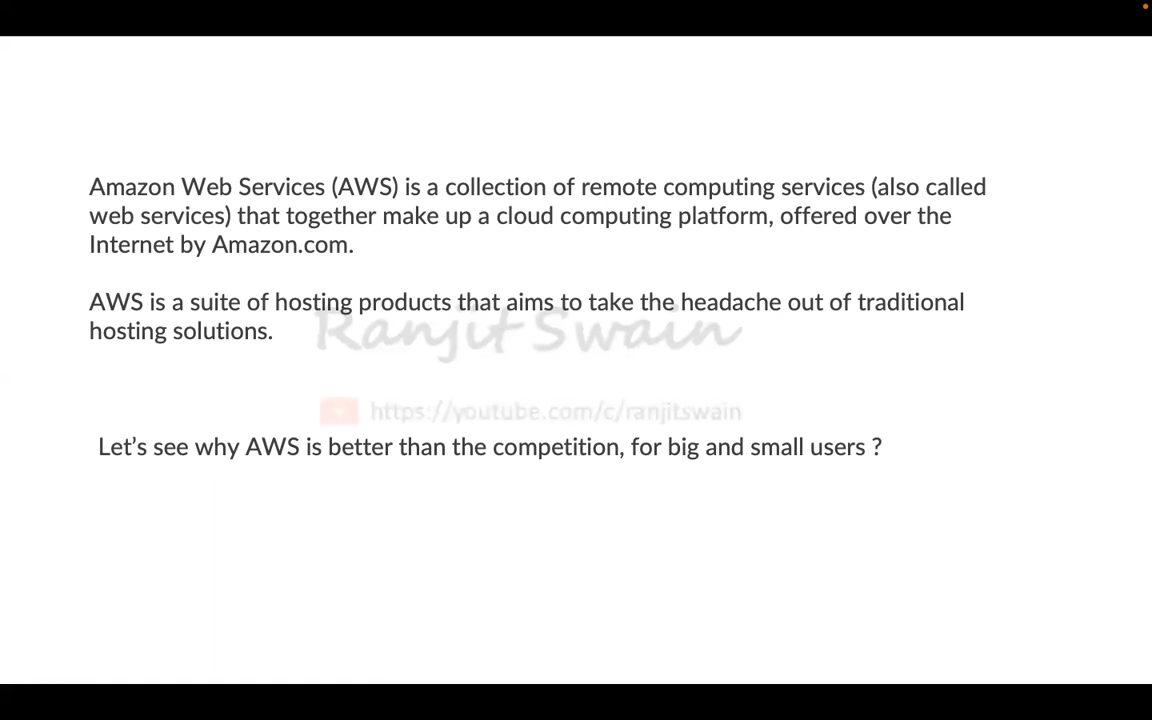 Amazon Web Services (AWS) is a collection of remote computing services (also called
web services) that together make up a cloud computing platform, offered over the
Internet by Amazon.com.
AWS is a suite of hosting products that aims to take the headache out of traditional
hosting solutions.
Ranjit Swain
https://youtube.com/c/ranjitswain
Let’s see why AWS is better than the competition, for big and small users ?